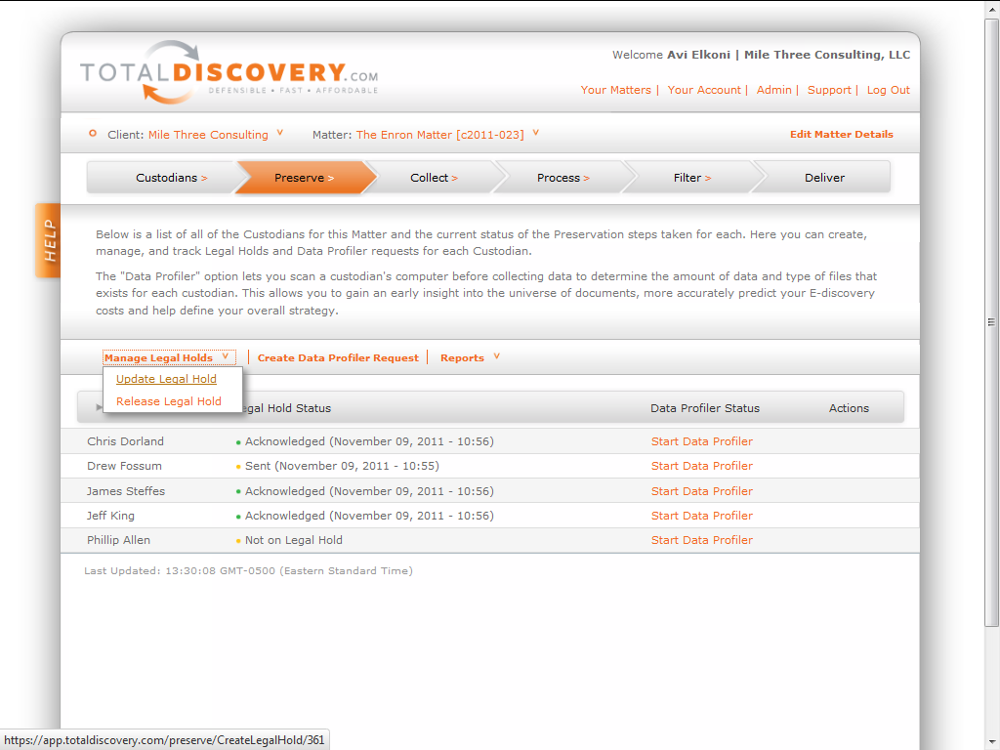 TOTALDISCOVERY.COM
DEFENSIBLE • FAST • AFFORDABLE
Welcome Avi Elkoni | Mile Three Consulting, LLC
Your Matters | Your Account | Admin | Support | Log Out
Client: Mile Three Consulting v Matter: The Enron Matter [c2011-023] v Edit Matter Details
Custodians > Preserve > Collect > Process > Filter > Deliver
HELP
Below is a list of all of the Custodians for this Matter and the current status of the Preservation steps taken for each. Here you can create,
manage, and track Legal Holds and Data Profiler requests for each Custodian.
The "Data Profiler" option lets you scan a custodian's computer before collecting data to determine the amount of data and type of files that
exists for each custodian. This allows you to gain an early insight into the universe of documents, more accurately predict your E-discovery
costs and help define your overall strategy.
Manage Legal Holds v | Create Data Profiler Request | Reports v
Update Legal Hold
Release Legal Hold
egal Hold Status Data Profiler Status Actions
Chris Dorland Acknowledged (November 09, 2011 - 10:56) Start Data Profiler
Drew Fossum Sent (November 09, 2011 - 10:55) Start Data Profiler
James Steffes Acknowledged (November 09, 2011 - 10:56) Start Data Profiler
Jeff King Acknowledged (November 09, 2011 - 10:56) Start Data Profiler
Phillip Allen Not on Legal Hold Start Data Profiler
Last Updated: 13:30:08 GMT-0500 (Eastern Standard Time)
https://app.totaldiscovery.com/preserve/CreateLegalHold/361